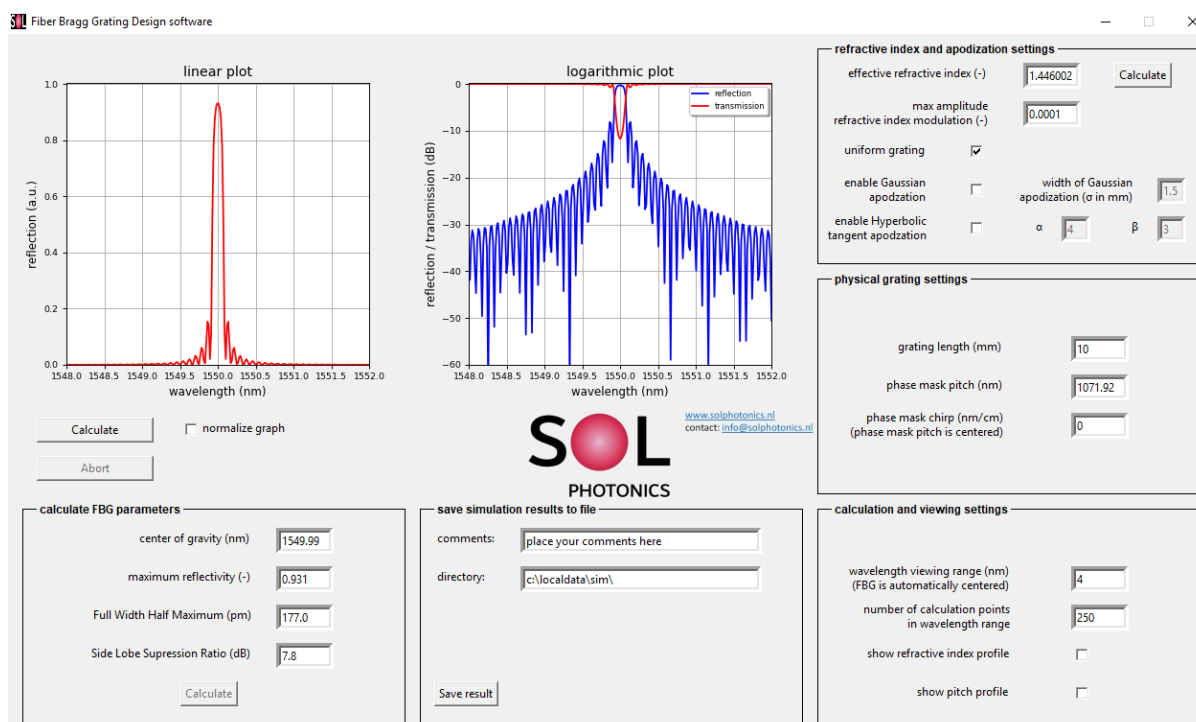 SOL Fiber Bragg Grating Design software
linear plot
reflection (a.u.)
1.0
0.8
0.6
0.4
0.2
0.0
1548.0 1548.5 1549.0 1549.5 1550.0 1550.5 1551.0 1551.5 1552.0
wavelength (nm)
logarithmic plot
reflection / transmission (dB)
0
−10
−20
−30
−40
−50
−60
reflection
transmission
1548.0 1548.5 1549.0 1549.5 1550.0 1550.5 1551.0 1551.5 1552.0
wavelength (nm)
Calculate
normalize graph
Abort
SOL
PHOTONICS
www.solphotonics.nl
contact: info@solphotonics.nl
refractive index and apodization settings
effective refractive index (-)
1.446002
Calculate
max amplitude
refractive index modulation (-)
0.0001
uniform grating
enable Gaussian
apodzation
width of Gaussian
apodization (σ in mm)
1.5
enable Hyperbolic
tangent apodzation
α
4
β
3
physical grating settings
grating length (mm)
10
phase mask pitch (nm)
1071.92
phase mask chirp (nm/cm)
(phase mask pitch is centered)
0
calculate FBG parameters
center of gravity (nm)
1549.99
maximum reflectivity (-)
0.931
Full Width Half Maximum (pm)
177.0
Side Lobe Supression Ratio (dB)
7.8
Calculate
save simulation results to file
comments:
place your comments here
directory:
c:\localdata\sim\
Save result
calculation and viewing settings
wavelength viewing range (nm)
(FBG is automatically centered)
4
number of calculation points
in wavelength range
250
show refractive index profile
show pitch profile